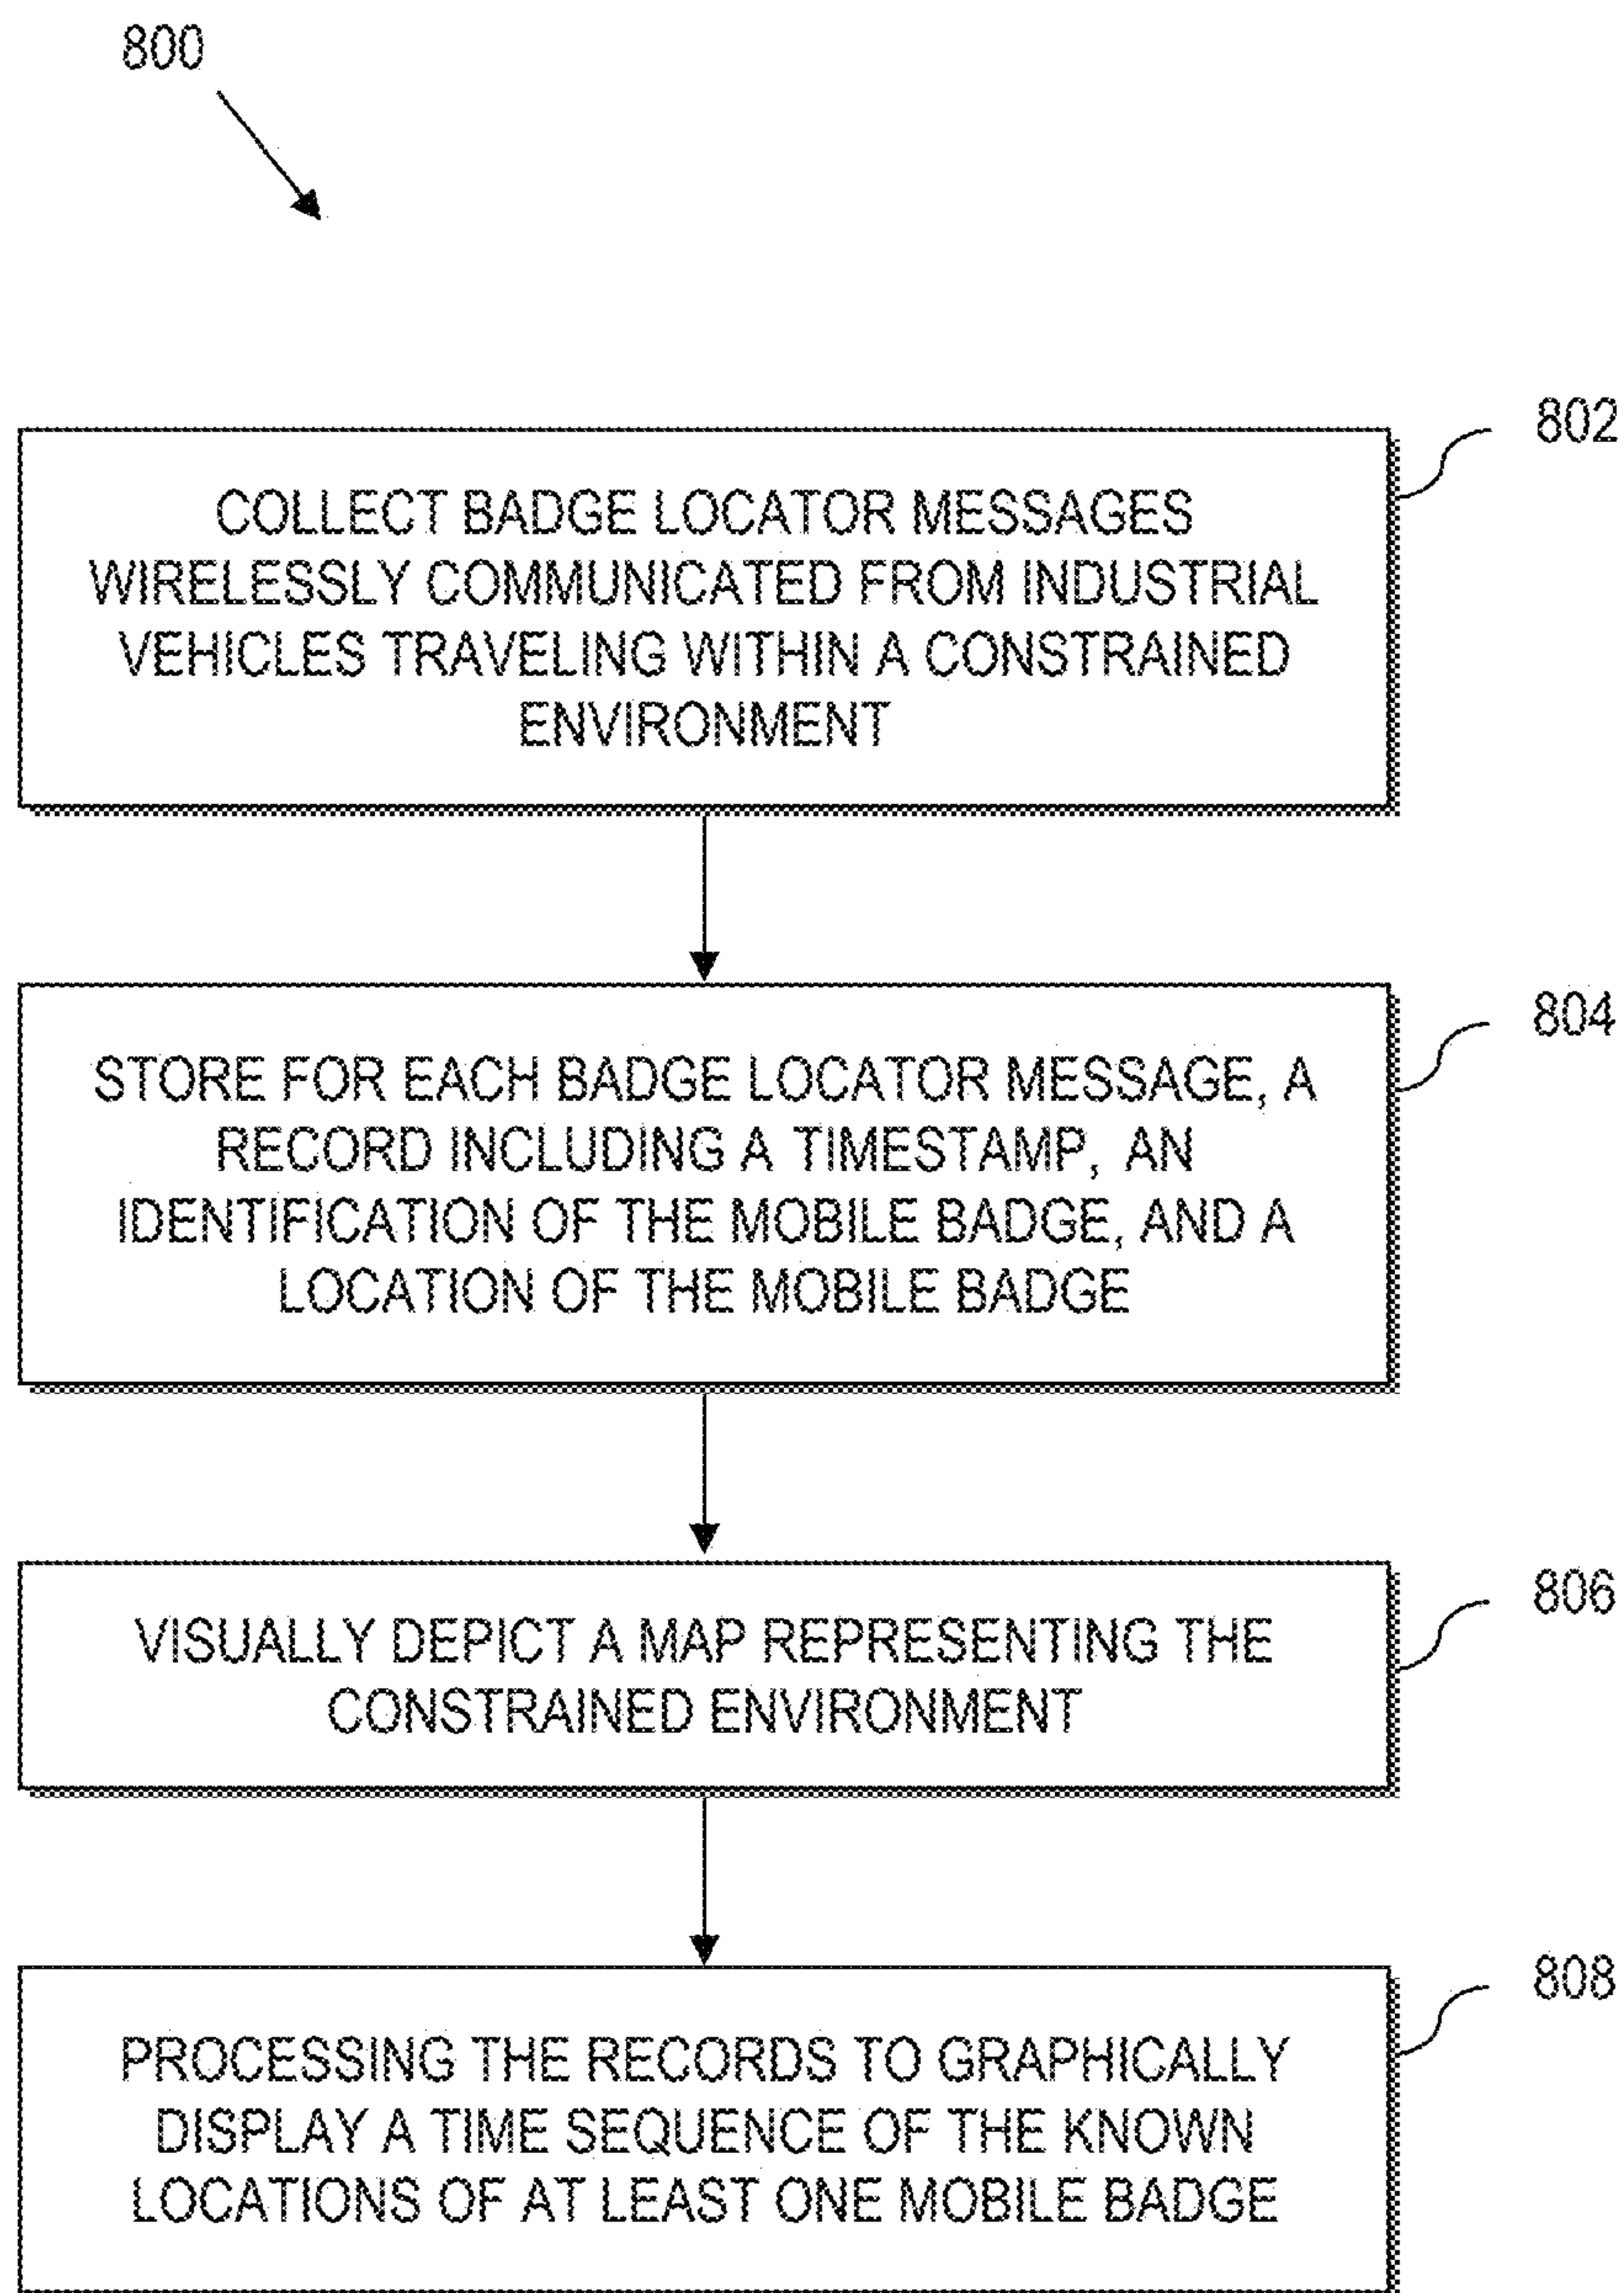 800
802
COLLECT BADGE LOCATOR MESSAGES
WIRELESSLY COMMUNICATED FROM INDUSTRIAL
VEHICLES TRAVELING WITHIN A CONSTRAINED
ENVIRONMENT
804
STORE FOR EACH BADGE LOCATOR MESSAGE, A
RECORD INCLUDING A TIMESTAMP, AN
IDENTIFICATION OF THE MOBILE BADGE, AND A
LOCATION OF THE MOBILE BADGE
806
VISUALLY DEPICT A MAP REPRESENTING THE
CONSTRAINED ENVIRONMENT
808
PROCESSING THE RECORDS TO GRAPHICALLY
DISPLAY A TIME SEQUENCE OF THE KNOWN
LOCATIONS OF AT LEAST ONE MOBILE BADGE